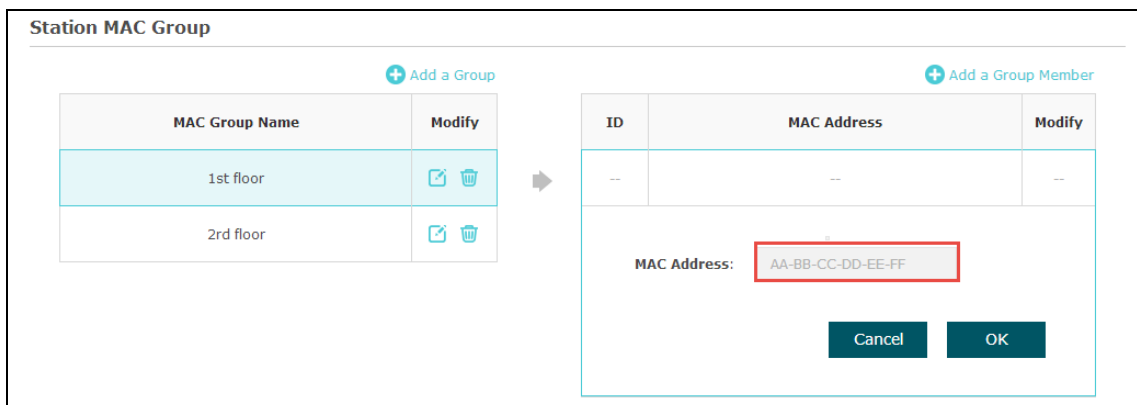 Station MAC Group
Add a Group
MAC Group Name Modify
1st floor
2rd floor
Add a Group Member
ID MAC Address Modify
-- -- --
MAC Address: AA-BB-CC-DD-EE-FF
Cancel OK